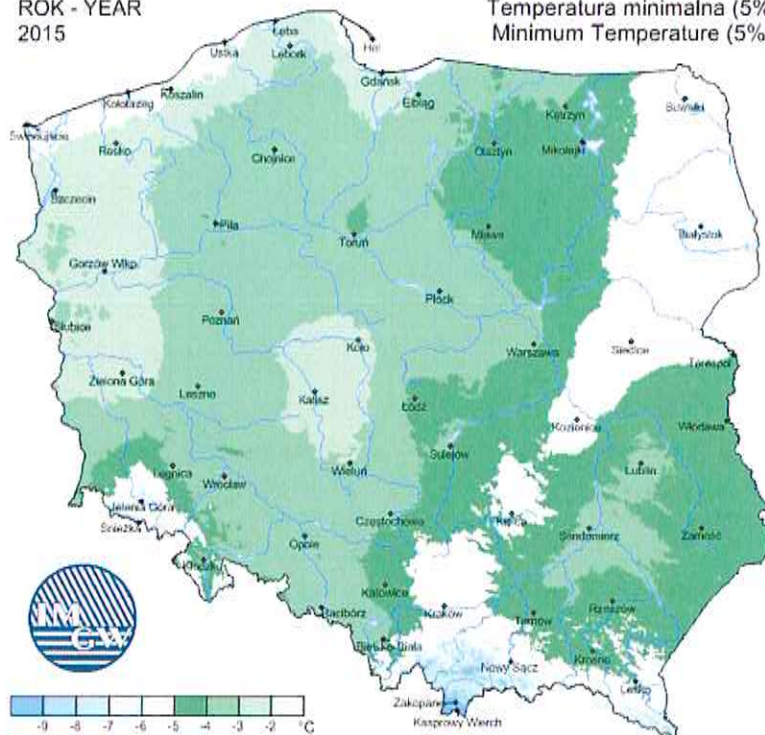 ROK - YEAR
2015
Temperatura minimalna (5%
Minimum Temperature (5%
Łeba
Ustka
Lębork
Hel
Gdańsk
Elbląg
Koszalin
Kołobrzeg
Świnoujście
Resko
Chojnice
Kętrzyn
Suwałki
Olsztyn
Mikołajki
Szczecin
Piła
Toruń
Mława
Białystok
Gorzów Wlkp.
Płock
Słubice
Poznań
Koło
Warszawa
Siedlce
Terespol
Zielona Góra
Leszno
Kalisz
Łódź
Kozienice
Włodawa
Sulejów
Legnica
Wrocław
Wieluń
Lublin
Jelenia Góra
Śnieżka
Częstochowa
Kielce
Sandomierz
Zamość
Opole
Kłodzko
Katowice
Racibórz
Kraków
Tarnów
Rzeszów
Bielsko-Biała
Nowy Sącz
Krosno
Lesko
Zakopane
Kasprowy Wierch
IM
GW
-9 -8 -7 -6 -5 -4 -3 -2 °C